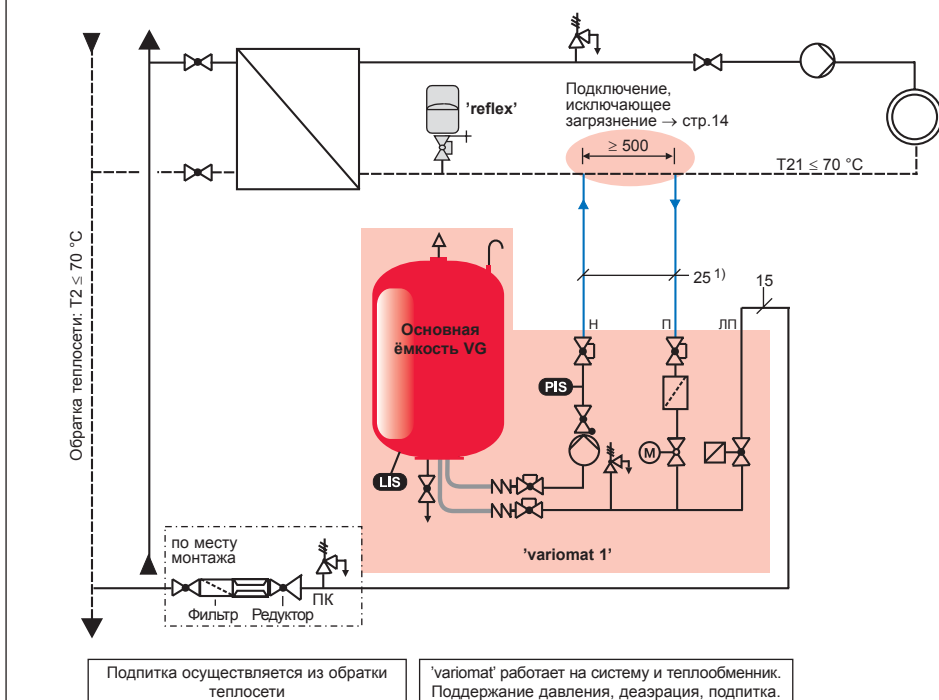 'reflex'
Подключение,
исключающее
загрязнение → стр.14
≥ 500
T21 ≤ 70 °C
Обратка теплосети: T2 ≤ 70 °C
25 1)
15
Н
П
ЛП
Основная
ёмкость VG
PIS
M
LIS
'variomat 1'
по месту
монтажа
ПК
Фильтр
Редуктор
Подпитка осуществляется из обратки
теплосети
'variomat' работает на систему и теплообменник.
Поддержание давления, деаэрация, подпитка.